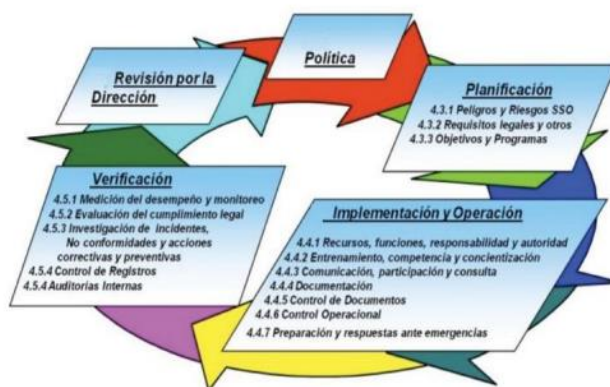 Política
Planificación
4.3.1 Peligros y Riesgos SSO
4.3.2 Requisitos legales y otros
4.3.3 Objetivos y Programas
Implementación y Operación
4.4.1 Recursos, funciones, responsabilidad y autoridad
4.4.2 Entrenamiento, competencia y concientización
4.4.3 Comunicación, participación y consulta
4.4.4 Documentación
4.4.5 Control de Documentos
4.4.6 Control Operacional
4.4.7 Preparación y respuestas ante emergencias
Verificación
4.5.1 Medición del desempeño y monitoreo
4.5.2 Evaluación del cumplimiento legal
4.5.3 Investigación de incidentes,
No conformidades y acciones
correctivas y preventivas
4.5.4 Control de Registros
4.5.4 Auditorias Internas
Revisión por la
Dirección